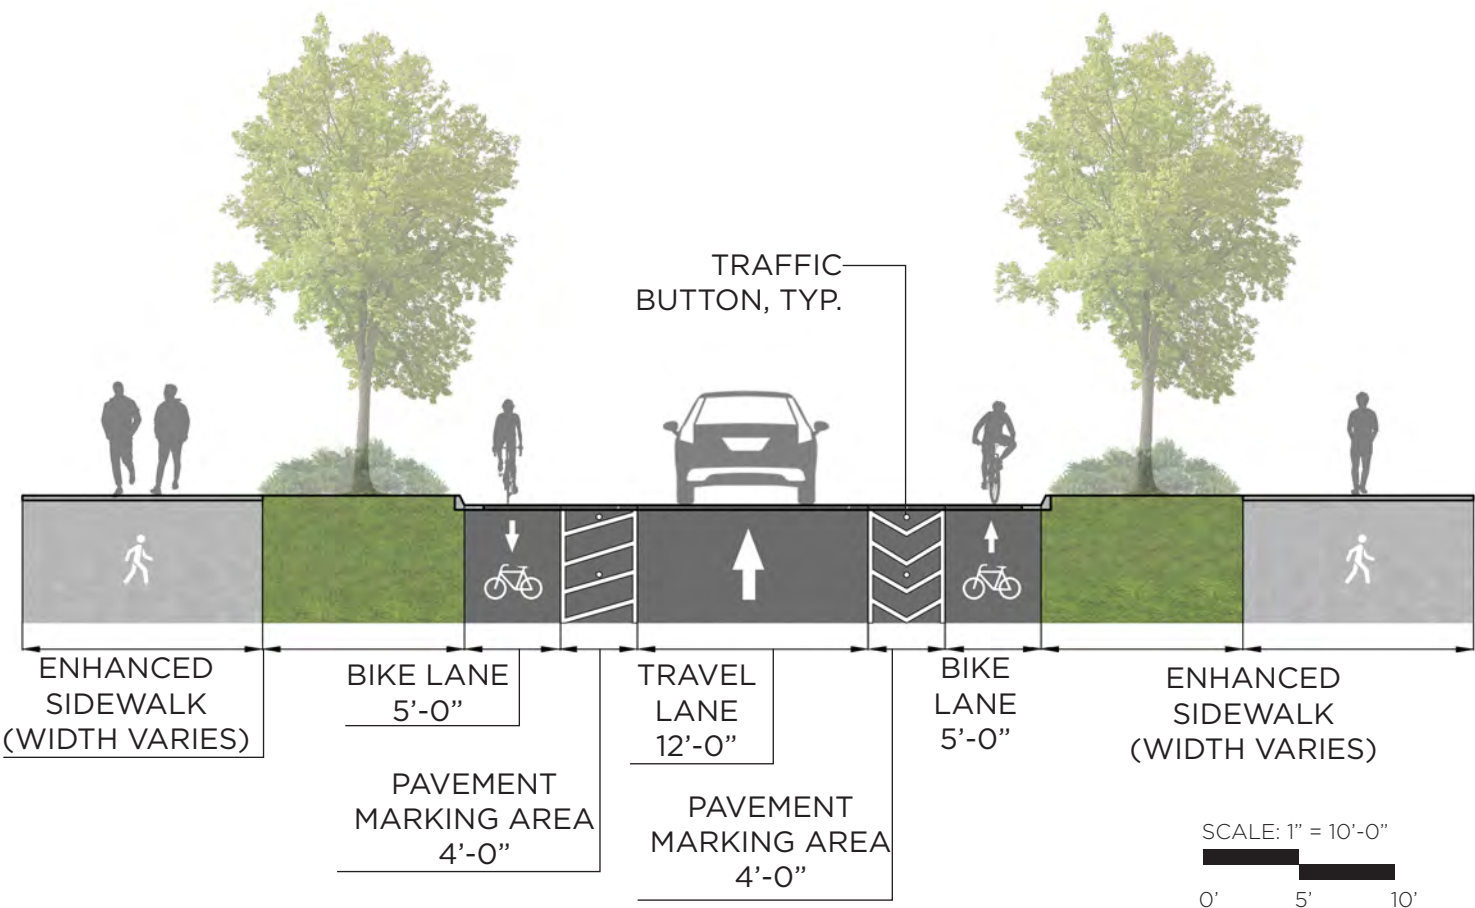 TRAFFIC
BUTTON, TYP.
ENHANCED
SIDEWALK
(WIDTH VARIES)
BIKE LANE
5’-0”
PAVEMENT
MARKING AREA
4’-0”
TRAVEL
LANE
12’-0”
PAVEMENT
MARKING AREA
4’-0”
BIKE
LANE
5’-0”
ENHANCED
SIDEWALK
(WIDTH VARIES)
SCALE: 1” = 10’-0”
0’ 5’ 10’